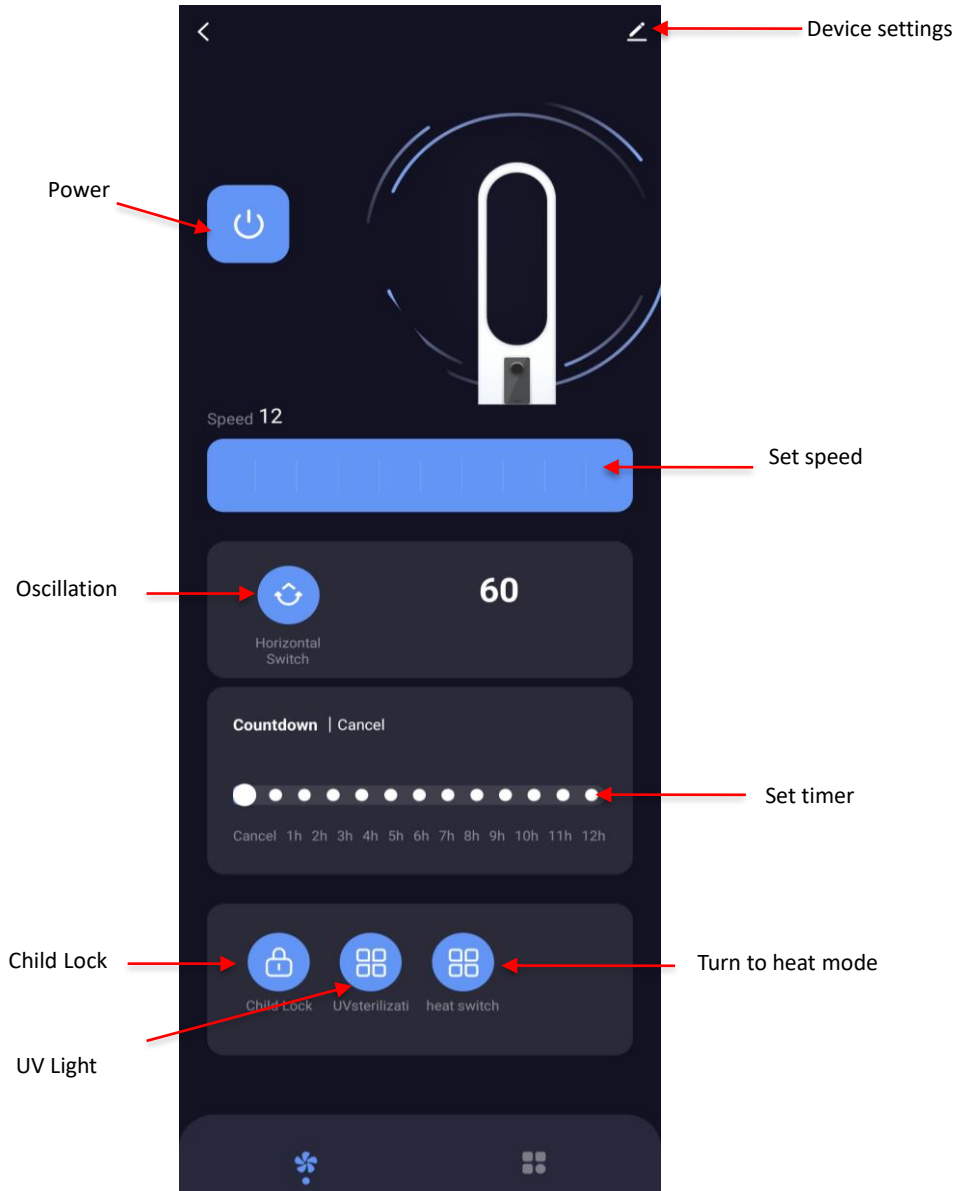 Device settings
Power
Speed 12
Set speed
Oscillation
60
Horizontal
Switch
Countdown | Cancel
Set timer
Cancel 1h 2h 3h 4h 5h 6h 7h 8h 9h 10h 11h 12h
Child Lock
Turn to heat mode
Child Lock UVsterilizati heat switch
UV Light